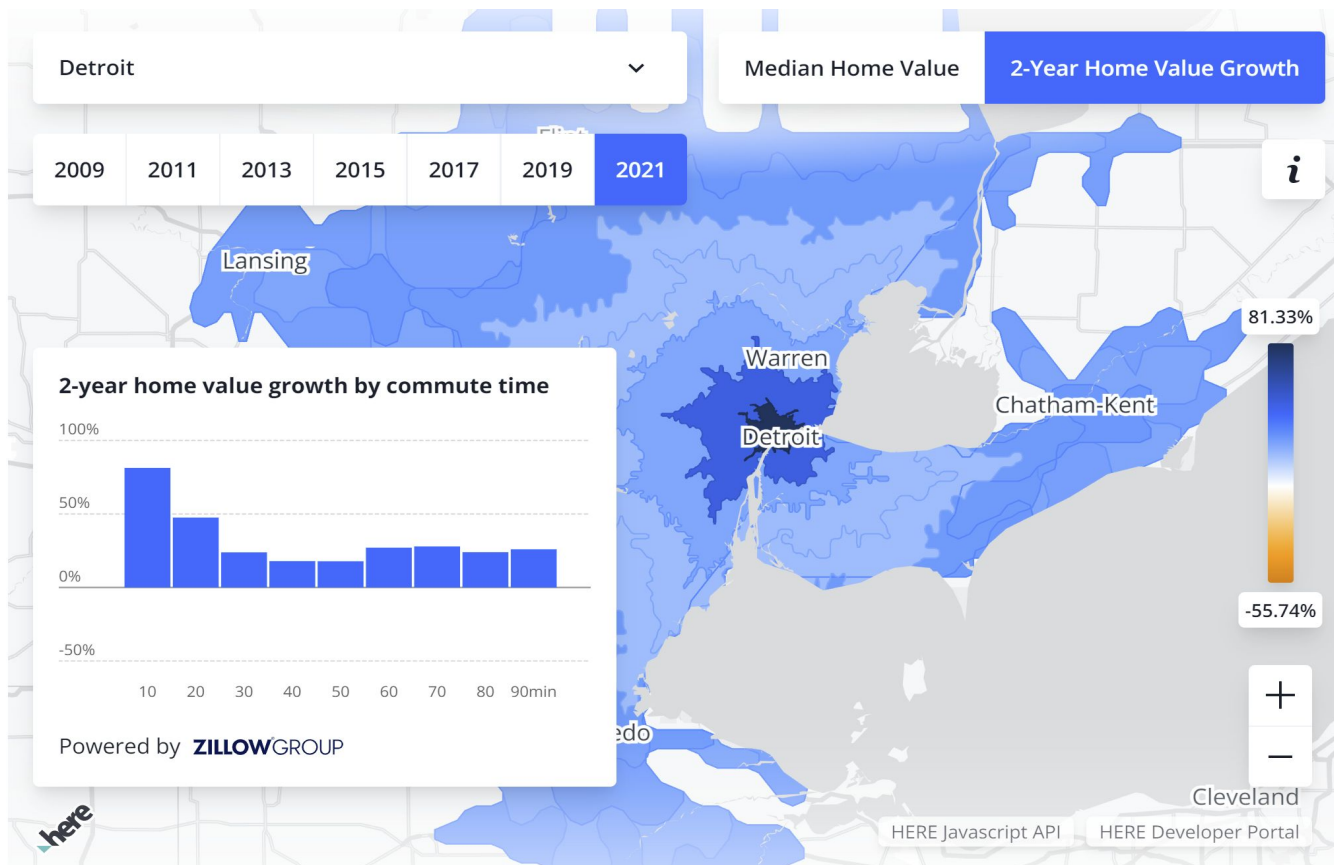 Detroit
Median Home Value
2-Year Home Value Growth
Flint
2009 2011 2013 2015 2017 2019 2021
i
Lansing
81.33%
Warren
Chatham-Kent
Detroit
2-year home value growth by commute time
100%
50%
0%
-50%
10 20 30 40 50 60 70 80 90min
Powered by ZILLOW GROUP
-55.74%
+
−
edo
Cleveland
here
HERE Javascript API
HERE Developer Portal